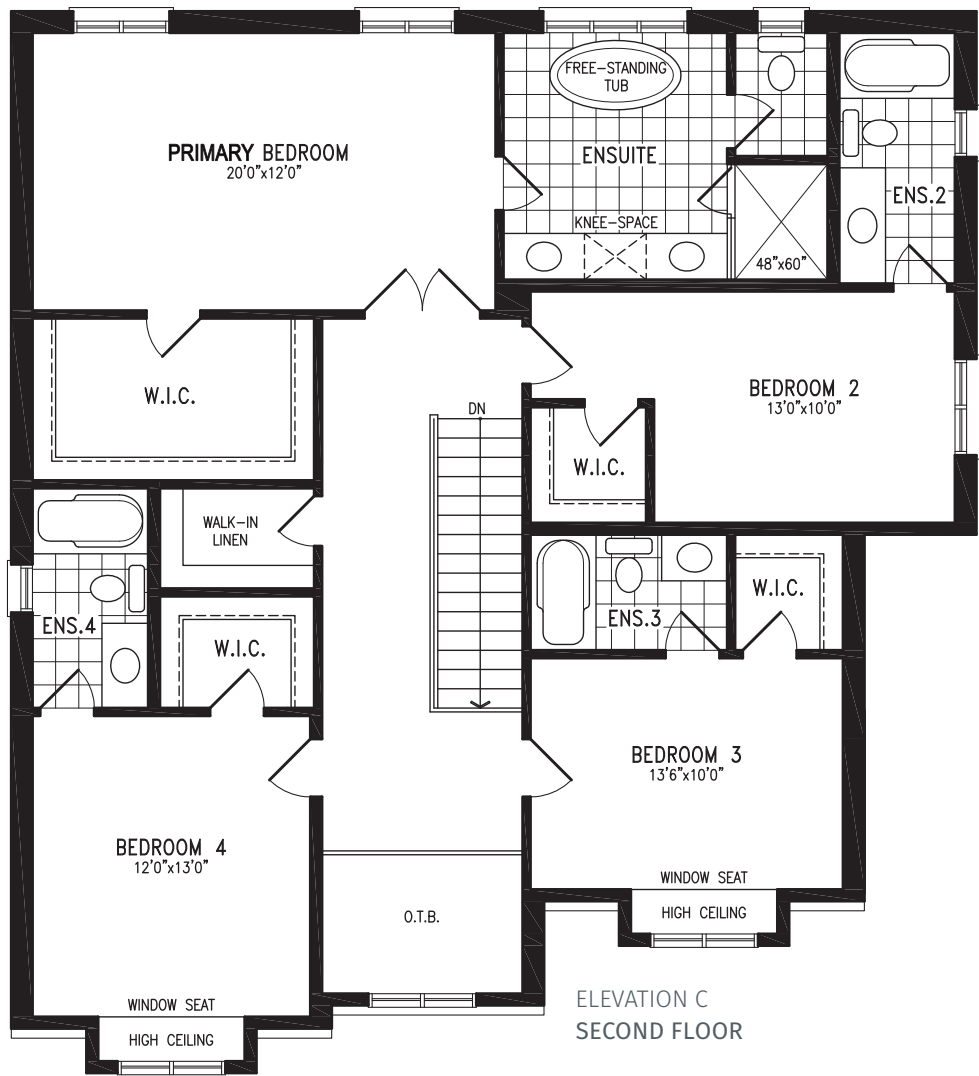 FREE-STANDING
TUB
PRIMARY BEDROOM
20'0"x12'0"
ENSUITE
ENS.2
KNEE-SPACE
48"x60"
W.I.C.
BEDROOM 2
13'0"x10'0"
DN
W.I.C.
WALK-IN
LINEN
W.I.C.
ENS.4
ENS.3
W.I.C.
BEDROOM 3
13'6"x10'0"
BEDROOM 4
12'0"x13'0"
WINDOW SEAT
HIGH CEILING
O.T.B.
WINDOW SEAT
HIGH CEILING
ELEVATION C
SECOND FLOOR